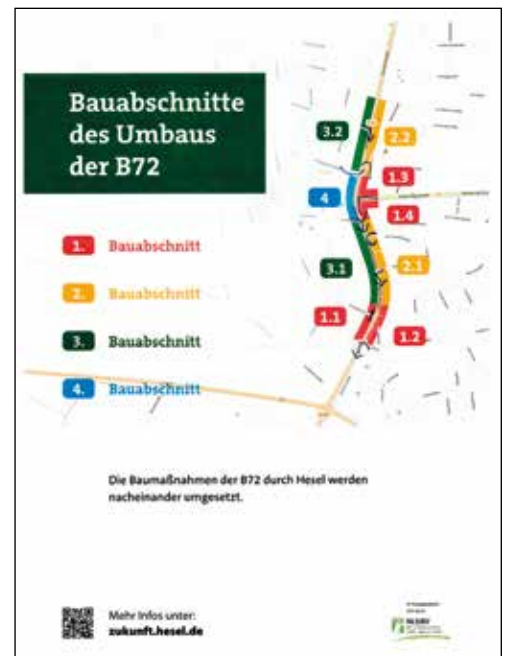 Bauabschnitte
des Umbaus
der B72
1. Bauabschnitt
2. Bauabschnitt
3. Bauabschnitt
4. Bauabschnitt
3.2
2.2
1.3
4
1.4
3.1
2.1
1.1
1.2
Die Baumaßnahmen der B72 durch Hesel werden
nacheinander umgesetzt.
Mehr Infos unter:
zukunft.hesel.de